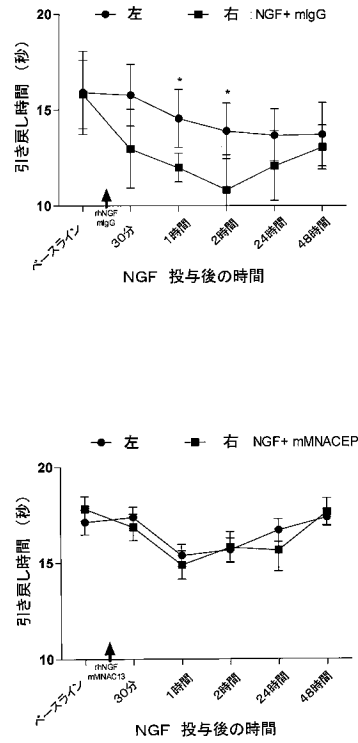 左 右 : NGF+ mIgG
引き戻し時間（秒）
20
15
10
* *
rhNGF
mIgG
ベースライン 30分 1時間 2時間 24時間 48時間
NGF 投与後の時間
左 右 NGF+ mMNACEP
引き戻し時間（秒）
20
15
10
rhNGF
mMNAC13
ベースライン 30分 1時間 2時間 24時間 48時間
NGF 投与後の時間